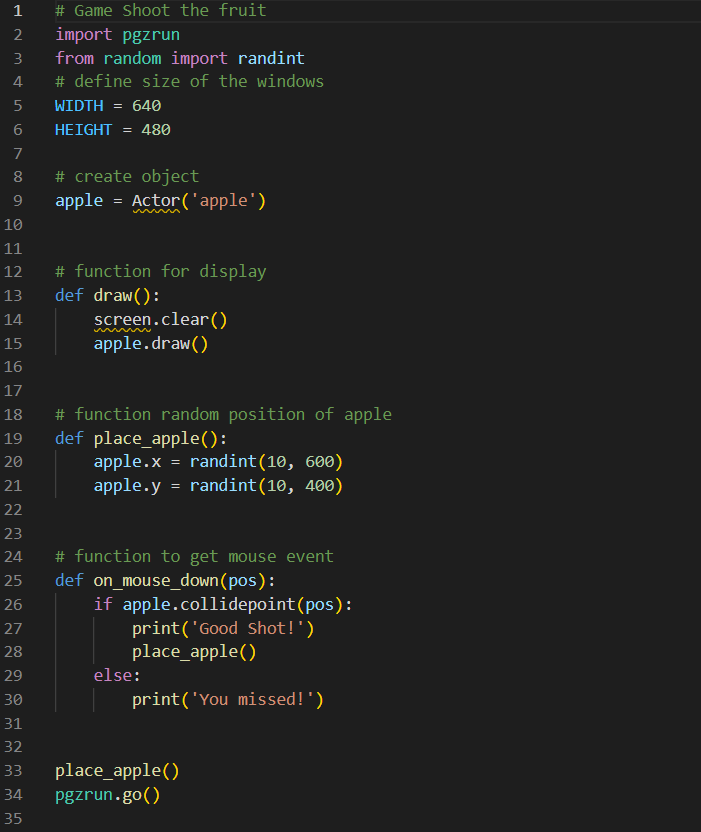 1 # Game Shoot the fruit
2 import pgzrun
3 from random import randint
4 # define size of the windows
5 WIDTH = 640
6 HEIGHT = 480
7
8 # create object
9 apple = Actor('apple')
10
11
12 # function for display
13 def draw():
14     screen.clear()
15     apple.draw()
16
17
18 # function random position of apple
19 def place_apple():
20     apple.x = randint(10, 600)
21     apple.y = randint(10, 400)
22
23
24 # function to get mouse event
25 def on_mouse_down(pos):
26     if apple.collidepoint(pos):
27         print('Good Shot!')
28         place_apple()
29     else:
30         print('You missed!')
31
32
33 place_apple()
34 pgzrun.go()
35